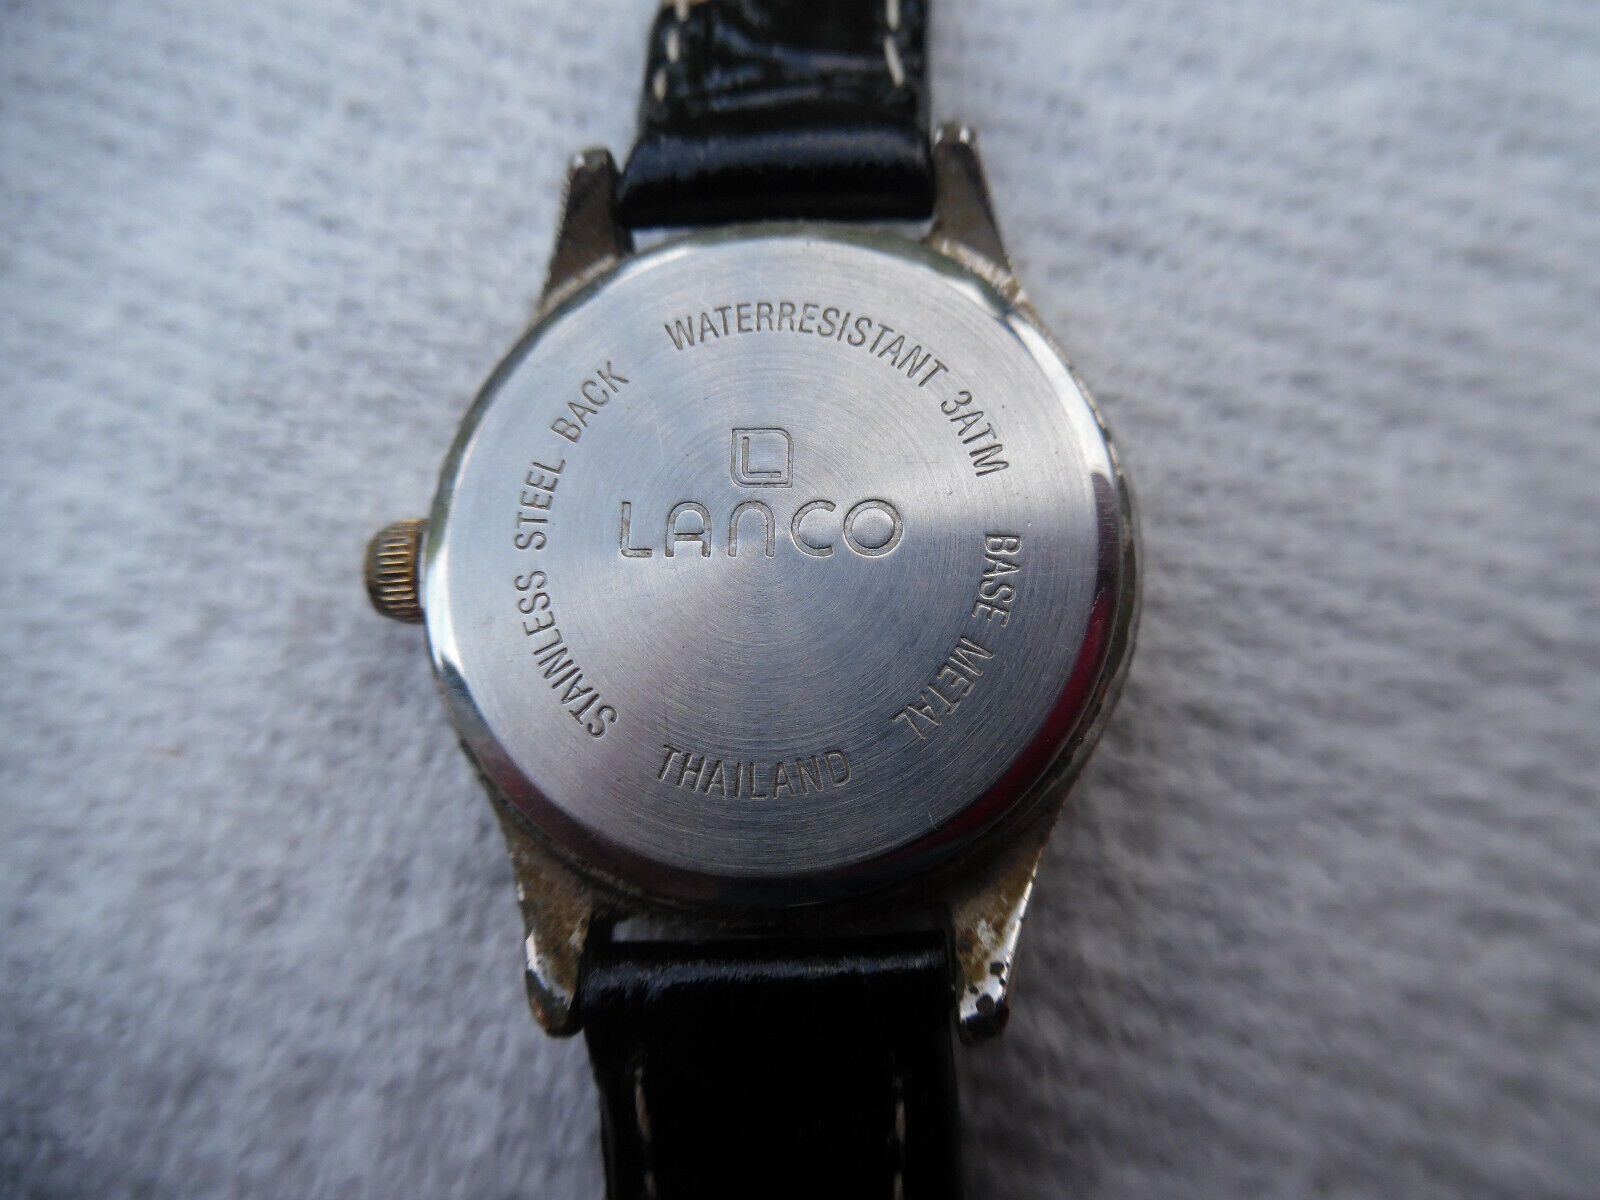 WATERRESISTANT 3ATM
BASE METAL
THAILAND
STAINLESS STEEL BACK
L
LANCO